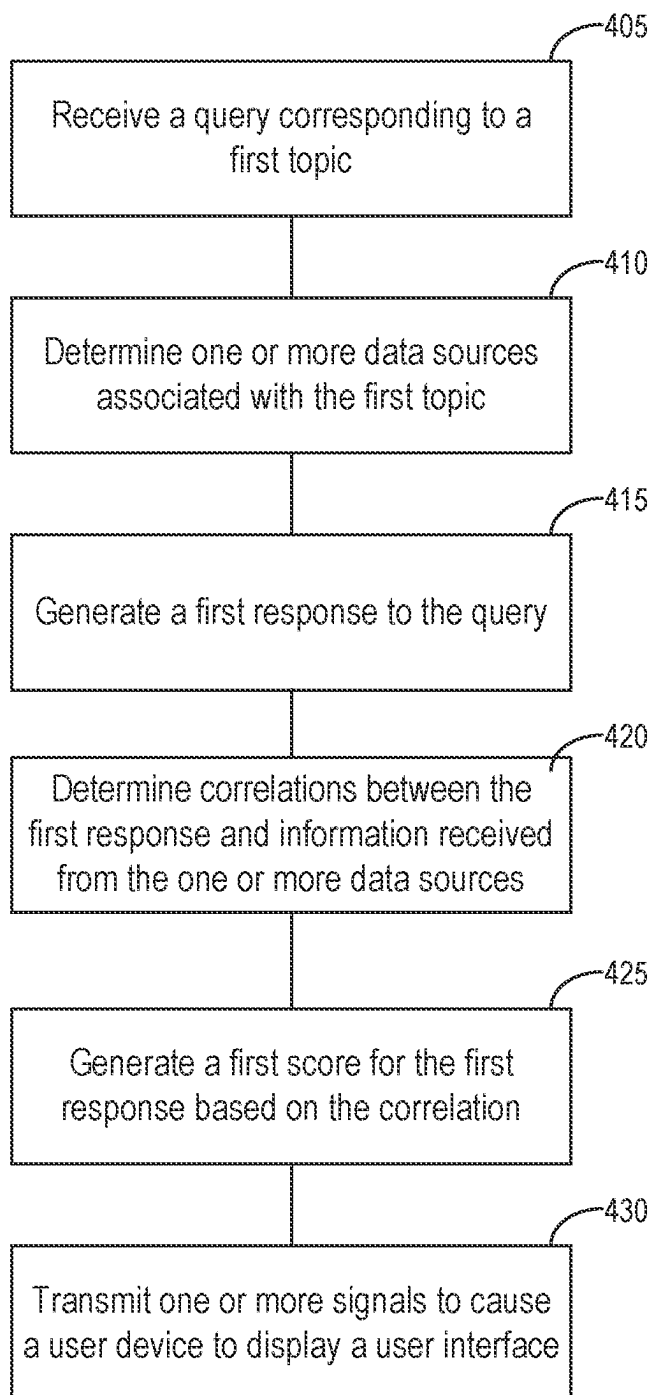 405
Receive a query corresponding to a
first topic
410
Determine one or more data sources
associated with the first topic
415
Generate a first response to the query
420
Determine correlations between the
first response and information received
from the one or more data sources
425
Generate a first score for the first
response based on the correlation
430
Transmit one or more signals to cause
a user device to display a user interface